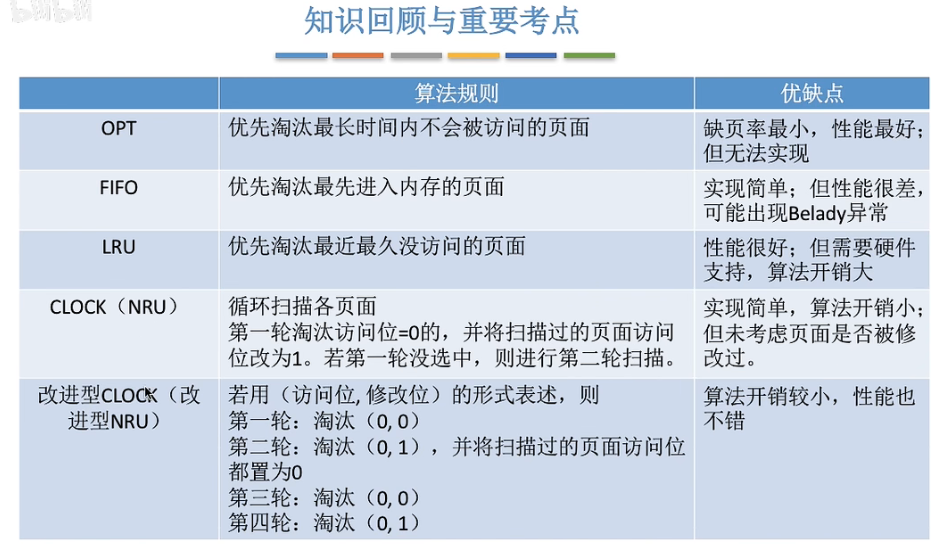 bilibili
知识回顾与重要考点
算法规则
优缺点
OPT
优先淘汰最长时间内不会被访问的页面
缺页率最小，性能最好；
但无法实现
FIFO
优先淘汰最先进入内存的页面
实现简单；但性能很差，
可能出现Belady异常
LRU
优先淘汰最近最久没访问的页面
性能很好；但需要硬件
支持，算法开销大
CLOCK（NRU）
循环扫描各页面
第一轮淘汰访问位=0的，并将扫描过的页面访问
位改为1。若第一轮没选中，则进行第二轮扫描。
实现简单，算法开销小；
但未考虑页面是否被修
改过。
改进型CLOCK（改
进型NRU）
若用（访问位, 修改位）的形式表述，则
第一轮：淘汰（0, 0）
第二轮：淘汰（0, 1），并将扫描过的页面访问位
都置为0
第三轮：淘汰（0, 0）
第四轮：淘汰（0, 1）
算法开销较小，性能也
不错